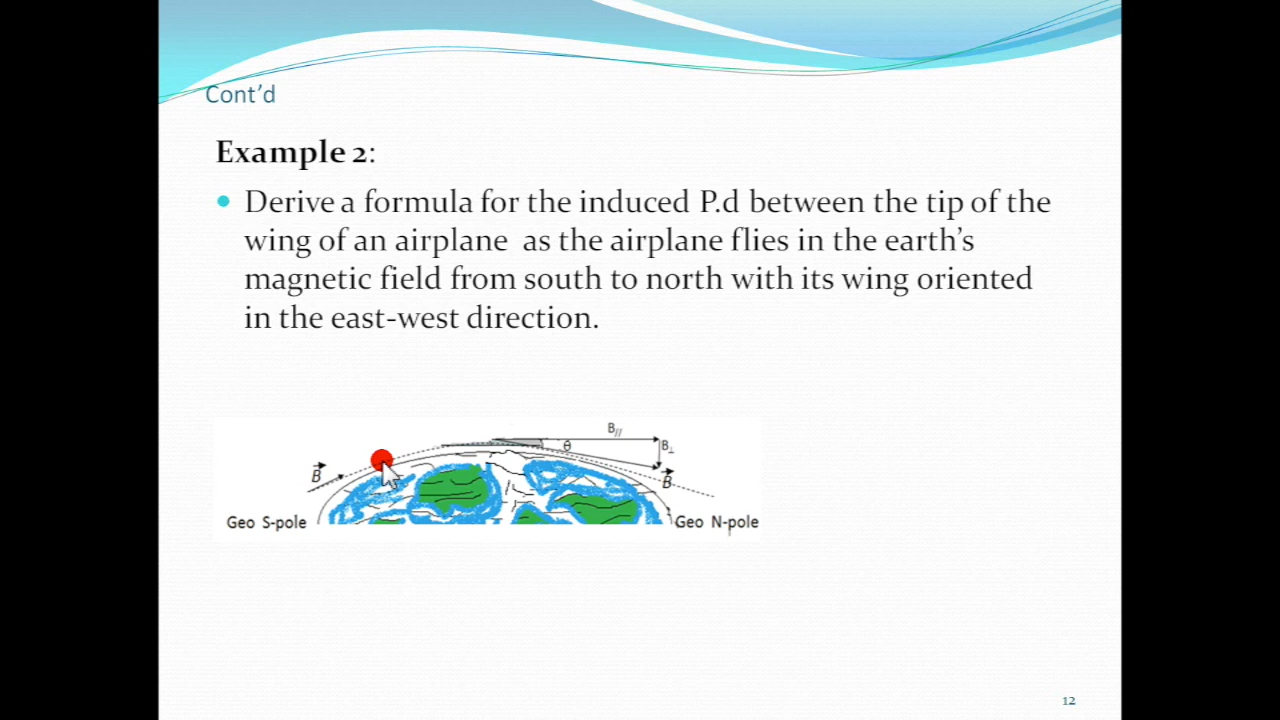 Cont'd
Example 2:
Derive a formula for the induced P.d between the tip of the
wing of an airplane as the airplane flies in the earth's
magnetic field from south to north with its wing oriented
in the east-west direction.
B//
θ
B⊥
B
B
Geo S-pole
Geo N-pole
12